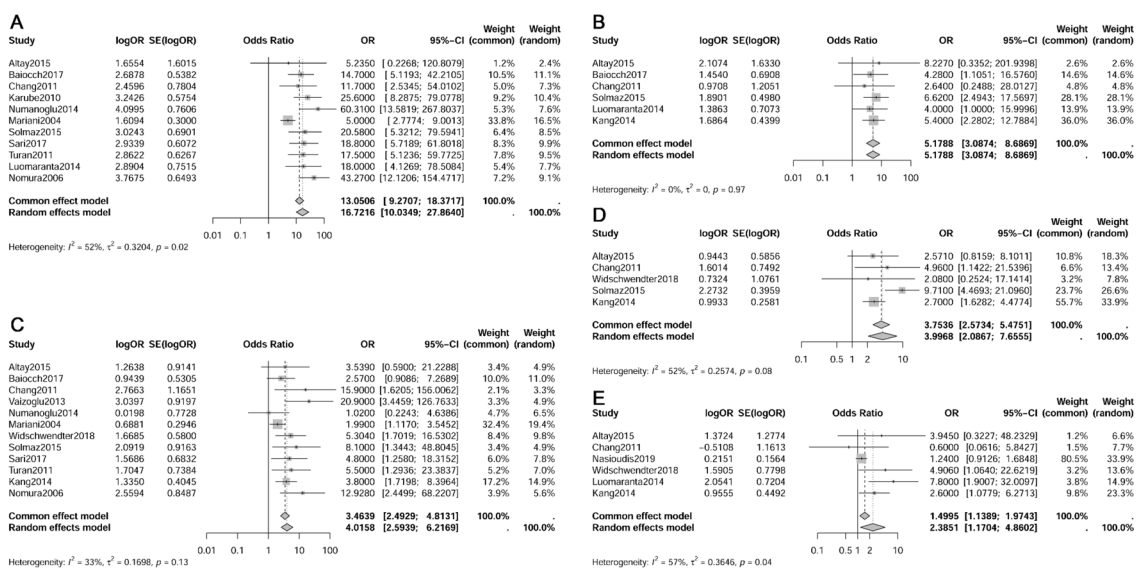 A
Weight Weight
Study logOR SE(logOR) Odds Ratio OR 95%-CI (common) (random)
Altay2015 1.6554 1.6015 5.2350 [ 0.2268; 120.8079] 1.2% 2.4%
Baiocch2017 2.6878 0.5382 14.7000 [ 5.1193; 42.2105] 10.5% 11.1%
Chang2011 2.4596 0.7804 11.7000 [ 2.5345; 54.0102] 5.0% 7.3%
Karube2010 3.2426 0.5754 25.6000 [ 8.2875; 79.0778] 9.2% 10.4%
Numanoglu2014 4.0995 0.7606 60.3100 [13.5819; 267.8037] 5.3% 7.6%
Mariani2004 1.6094 0.3000 5.0000 [ 2.7774; 9.0013] 33.8% 16.5%
Solmaz2015 3.0243 0.6901 20.5800 [ 5.3212; 79.5941] 6.4% 8.5%
Sari2017 2.9339 0.6072 18.8000 [ 5.7189; 61.8018] 8.3% 9.9%
Turan2011 2.8622 0.6267 17.5000 [ 5.1236; 59.7725] 7.8% 9.5%
Luomaranta2014 2.8904 0.7515 18.0000 [ 4.1269; 78.5084] 5.4% 7.7%
Nomura2006 3.7675 0.6493 43.2700 [12.1206; 154.4717] 7.2% 9.1%
Common effect model 13.0506 [ 9.2707; 18.3717] 100.0% .
Random effects model 16.7216 [10.0349; 27.8640] . 100.0%
0.01 0.1 1 10 100
Heterogeneity: I² = 52%, τ² = 0.3204, p = 0.02
B
Weight Weight
Study logOR SE(logOR) Odds Ratio OR 95%-CI (common) (random)
Altay2015 2.1074 1.6330 8.2270 [0.3352; 201.9398] 2.6% 2.6%
Baiocch2017 1.4540 0.6908 4.2800 [1.1051; 16.5760] 14.6% 14.6%
Chang2011 0.9708 1.2051 2.6400 [0.2488; 28.0127] 4.8% 4.8%
Solmaz2015 1.8901 0.4980 6.6200 [2.4943; 17.5697] 28.1% 28.1%
Luomaranta2014 1.3863 0.7073 4.0000 [1.0000; 15.9996] 13.9% 13.9%
Kang2014 1.6864 0.4399 5.4000 [2.2802; 12.7884] 36.0% 36.0%
Common effect model 5.1788 [3.0874; 8.6869] 100.0% .
Random effects model 5.1788 [3.0874; 8.6869] . 100.0%
0.01 0.1 1 10 100
Heterogeneity: I² = 0%, τ² = 0, p = 0.97
C
Weight Weight
Study logOR SE(logOR) Odds Ratio OR 95%-CI (common) (random)
Altay2015 1.2638 0.9141 3.5390 [0.5900; 21.2288] 3.4% 4.9%
Baiocch2017 0.9439 0.5305 2.5700 [0.9086; 7.2689] 10.0% 11.0%
Chang2011 2.7663 1.1651 15.9000 [1.6205; 156.0062] 2.1% 3.3%
Vaizoglu2013 3.0397 0.9197 20.9000 [3.4459; 126.7633] 3.3% 4.9%
Numanoglu2014 0.0198 0.7728 1.0200 [0.2243; 4.6386] 4.7% 6.5%
Mariani2004 0.6881 0.2946 1.9900 [1.1170; 3.5452] 32.4% 19.4%
Widschwendter2018 1.6685 0.5800 5.3040 [1.7019; 16.5302] 8.4% 9.8%
Solmaz2015 2.0919 0.9163 8.1000 [1.3443; 48.8045] 3.4% 4.9%
Sari2017 1.5686 0.6832 4.8000 [1.2580; 18.3152] 6.0% 7.8%
Turan2011 1.7047 0.7384 5.5000 [1.2936; 23.3837] 5.2% 7.0%
Kang2014 1.3350 0.4045 3.8000 [1.7198; 8.3964] 17.2% 14.9%
Nomura2006 2.5594 0.8487 12.9280 [2.4499; 68.2207] 3.9% 5.6%
Common effect model 3.4639 [2.4929; 4.8131] 100.0% .
Random effects model 4.0158 [2.5939; 6.2169] . 100.0%
0.01 0.1 1 10 100
Heterogeneity: I² = 33%, τ² = 0.1698, p = 0.13
D
Weight Weight
Study logOR SE(logOR) Odds Ratio OR 95%-CI (common) (random)
Altay2015 0.9443 0.5856 2.5710 [0.8159; 8.1011] 10.8% 18.3%
Chang2011 1.6014 0.7492 4.9600 [1.1422; 21.5396] 6.6% 13.4%
Widschwendter2018 0.7324 1.0761 2.0800 [0.2524; 17.1414] 3.2% 7.8%
Solmaz2015 2.2732 0.3959 9.7100 [4.4693; 21.0960] 23.7% 26.6%
Kang2014 0.9933 0.2581 2.7000 [1.6282; 4.4774] 55.7% 33.9%
Common effect model 3.7536 [2.5734; 5.4751] 100.0% .
Random effects model 3.9968 [2.0867; 7.6555] . 100.0%
0.1 1 2 10
Heterogeneity: I² = 52%, τ² = 0.2574, p = 0.08
E
Weight Weight
Study logOR SE(logOR) Odds Ratio OR 95%-CI (common) (random)
Altay2015 1.3724 1.2774 3.9450 [0.3227; 48.2329] 1.2% 6.6%
Chang2011 −0.5108 1.1613 0.6000 [0.0616; 5.8427] 1.5% 7.7%
Nasioudis2019 0.2151 0.1564 1.2400 [0.9126; 1.6848] 80.5% 33.9%
Widschwendter2018 1.5905 0.7798 4.9060 [1.0640; 22.6219] 3.2% 13.6%
Luomaranta2014 2.0541 0.7204 7.8000 [1.9007; 32.0097] 3.8% 14.9%
Kang2014 0.9555 0.4492 2.6000 [1.0779; 6.2713] 9.8% 23.3%
Common effect model 1.4995 [1.1389; 1.9743] 100.0% .
Random effects model 2.3851 [1.1704; 4.8602] . 100.0%
0.1 0.5 1 2 10
Heterogeneity: I² = 57%, τ² = 0.3646, p = 0.04